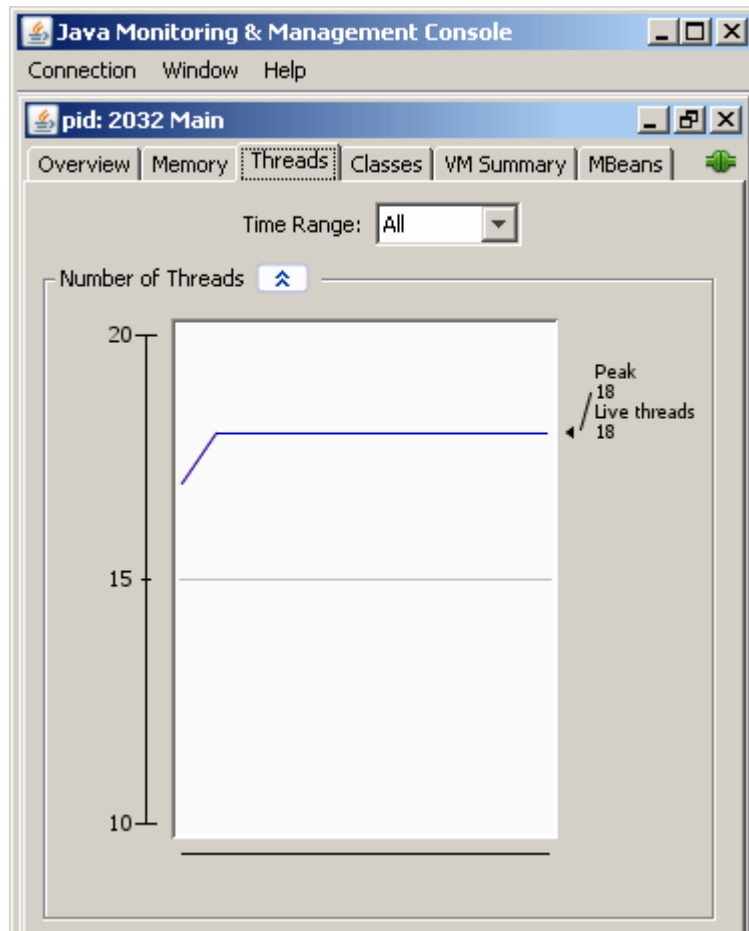 Java Monitoring & Management Console
Connection Window Help
pid: 2032 Main
Overview Memory Threads Classes VM Summary MBeans
Time Range: All
Number of Threads
20
Peak
18
Live threads
18
15
10